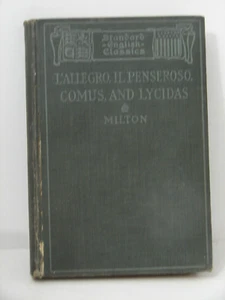 Standard
English
Classics
L'ALLEGRO, IL PENSEROSO,
COMUS, AND LYCIDAS
MILTON